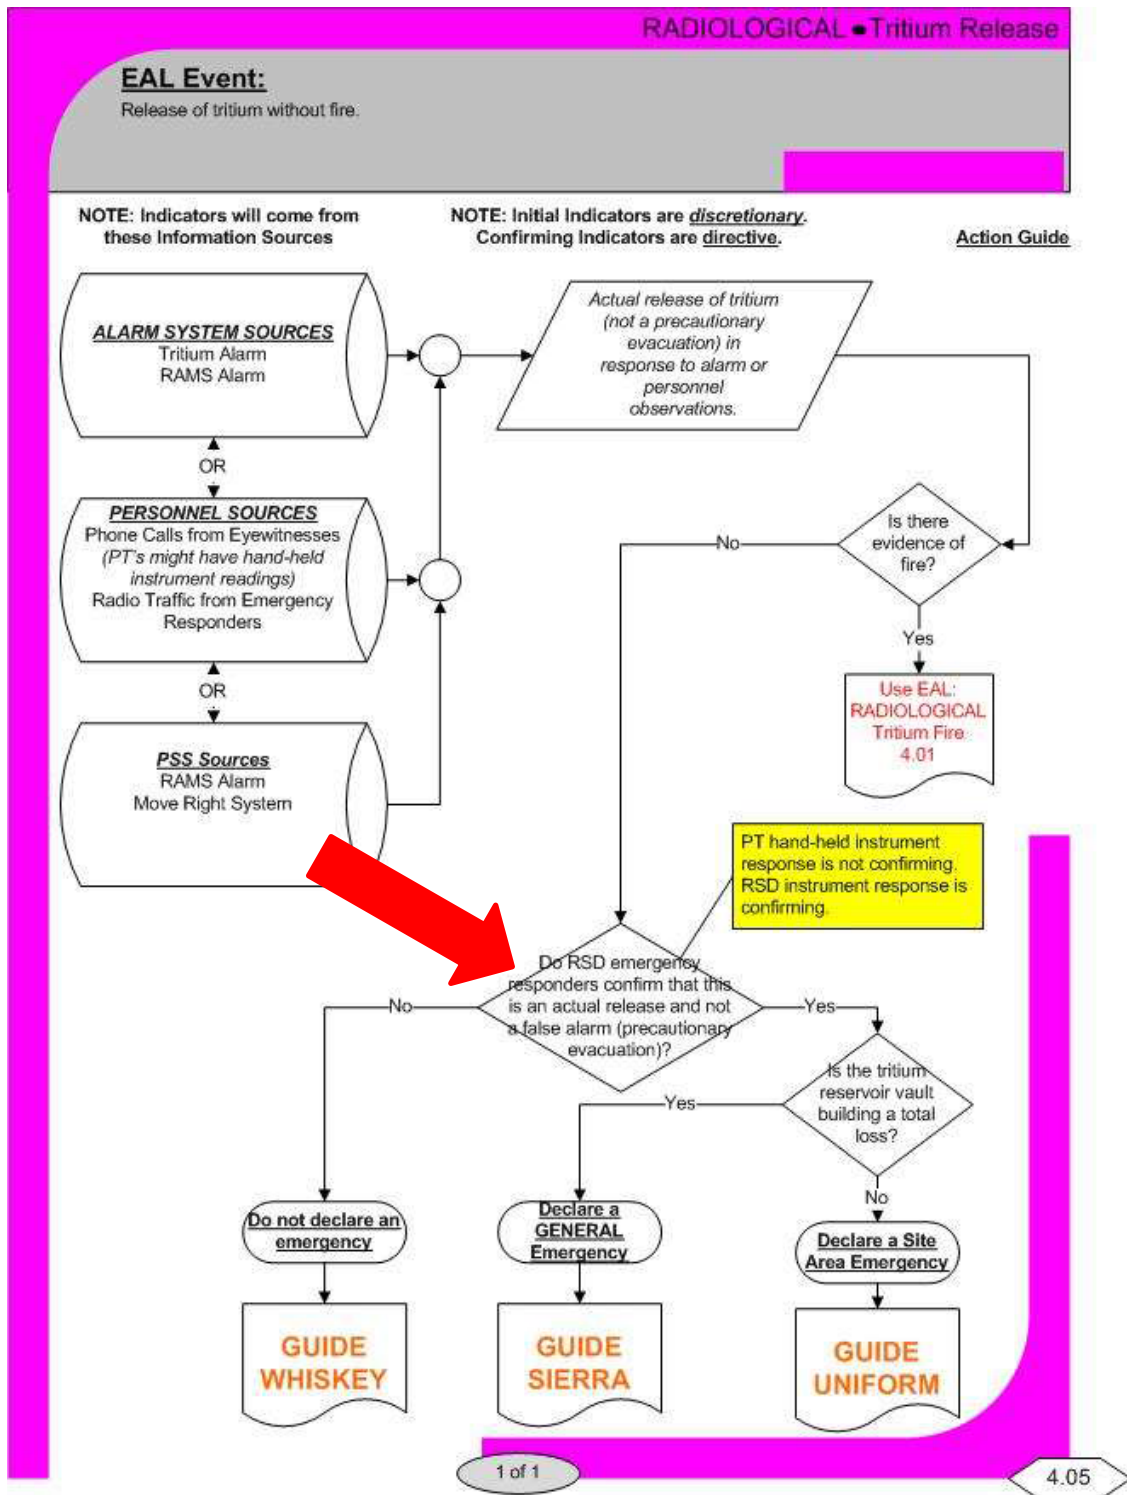 RADIOLOGICAL ● Tritium Release
EAL Event:
Release of tritium without fire.
NOTE: Indicators will come from
these Information Sources
NOTE: Initial Indicators are discretionary.
Confirming Indicators are directive.
Action Guide
ALARM SYSTEM SOURCES
Tritium Alarm
RAMS Alarm
Actual release of tritium
(not a precautionary
evacuation) in
response to alarm or
personnel
observations.
OR
PERSONNEL SOURCES
Phone Calls from Eyewitnesses
(PT's might have hand-held
instrument readings)
Radio Traffic from Emergency
Responders
Is there
evidence of
fire?
No
Yes
OR
Use EAL:
RADIOLOGICAL
Tritium Fire
4.01
PSS Sources
RAMS Alarm
Move Right System
PT hand-held instrument
response is not confirming.
RSD instrument response is
confirming.
Do RSD emergency
responders confirm that this
is an actual release and not
a false alarm (precautionary
evacuation)?
No
Yes
Is the tritium
reservoir vault
building a total
loss?
Yes
No
Do not declare an
emergency
Declare a
GENERAL
Emergency
Declare a Site
Area Emergency
GUIDE
WHISKEY
GUIDE
SIERRA
GUIDE
UNIFORM
1 of 1
4.05